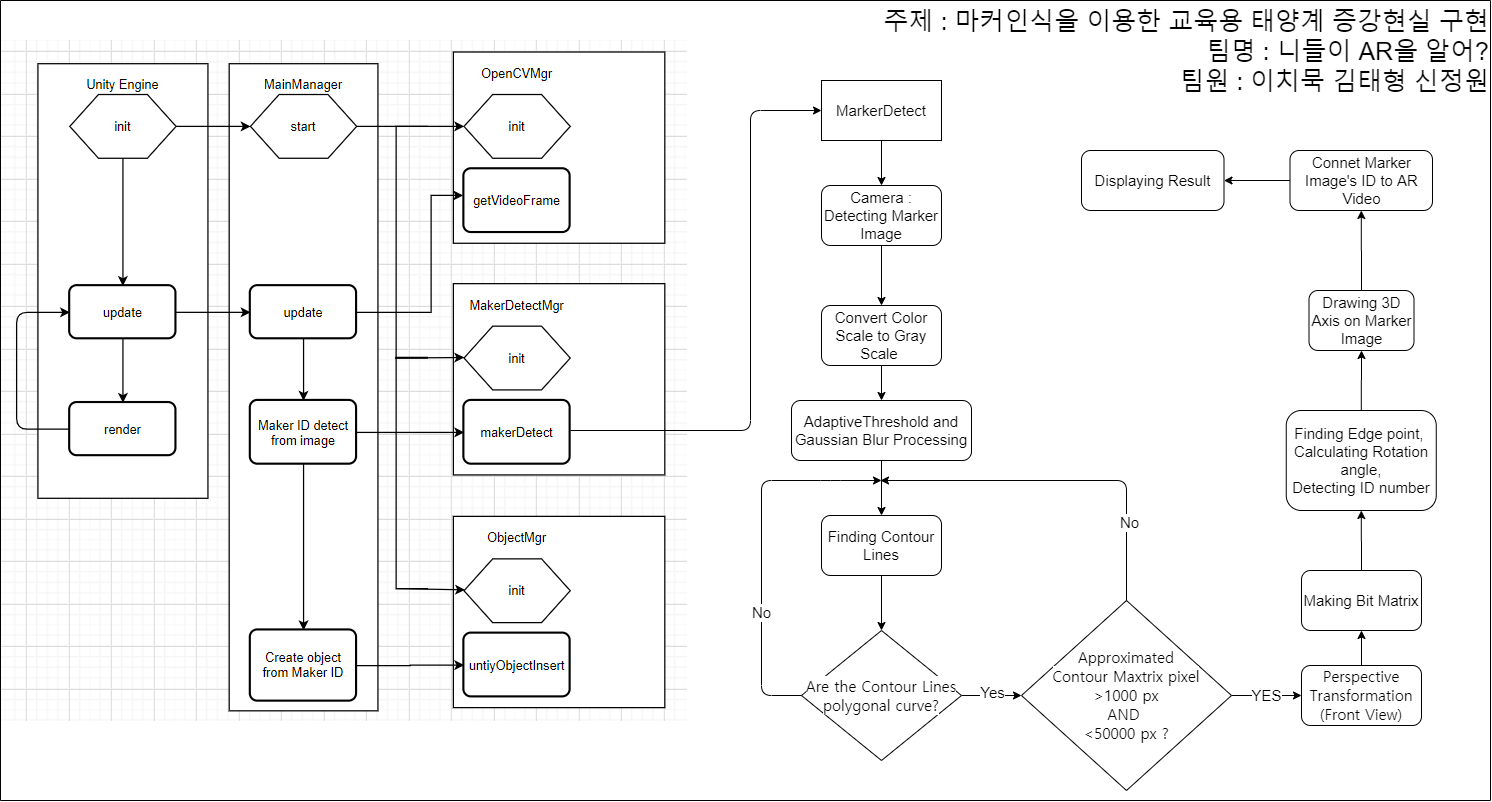 주제 : 마커인식을 이용한 교육용 태양계 증강현실 구현
팀명 : 니들이 AR을 알어?
팀원 : 이치묵 김태형 신정원
Unity Engine
init
update
render
MainManager
start
update
Maker ID detect
from image
Create object
from Maker ID
OpenCVMgr
init
getVideoFrame
MakerDetectMgr
init
makerDetect
ObjectMgr
init
untiyObjectInsert
MarkerDetect
Camera :
Detecting Marker
Image
Convert Color
Scale to Gray
Scale
AdaptiveThreshold and
Gaussian Blur Processing
Finding Contour
Lines
No
Are the Contour Lines
polygonal curve?
Yes
No
Approximated
Contour Maxtrix pixel
>1000 px
AND
<50000 px ?
YES
Perspective
Transformation
(Front View)
Making Bit Matrix
Finding Edge point,
Calculating Rotation
angle,
Detecting ID number
Drawing 3D
Axis on Marker
Image
Connet Marker
Image's ID to AR
Video
Displaying Result